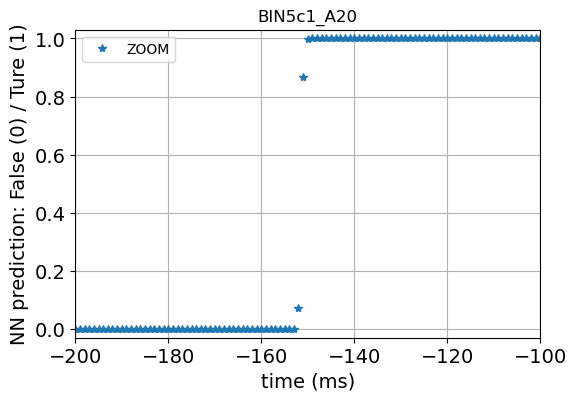 BIN5c1_A20
ZOOM
NN prediction: False (0) / Ture (1)
1.0
0.8
0.6
0.4
0.2
0.0
−200 −180 −160 −140 −120 −100
time (ms)